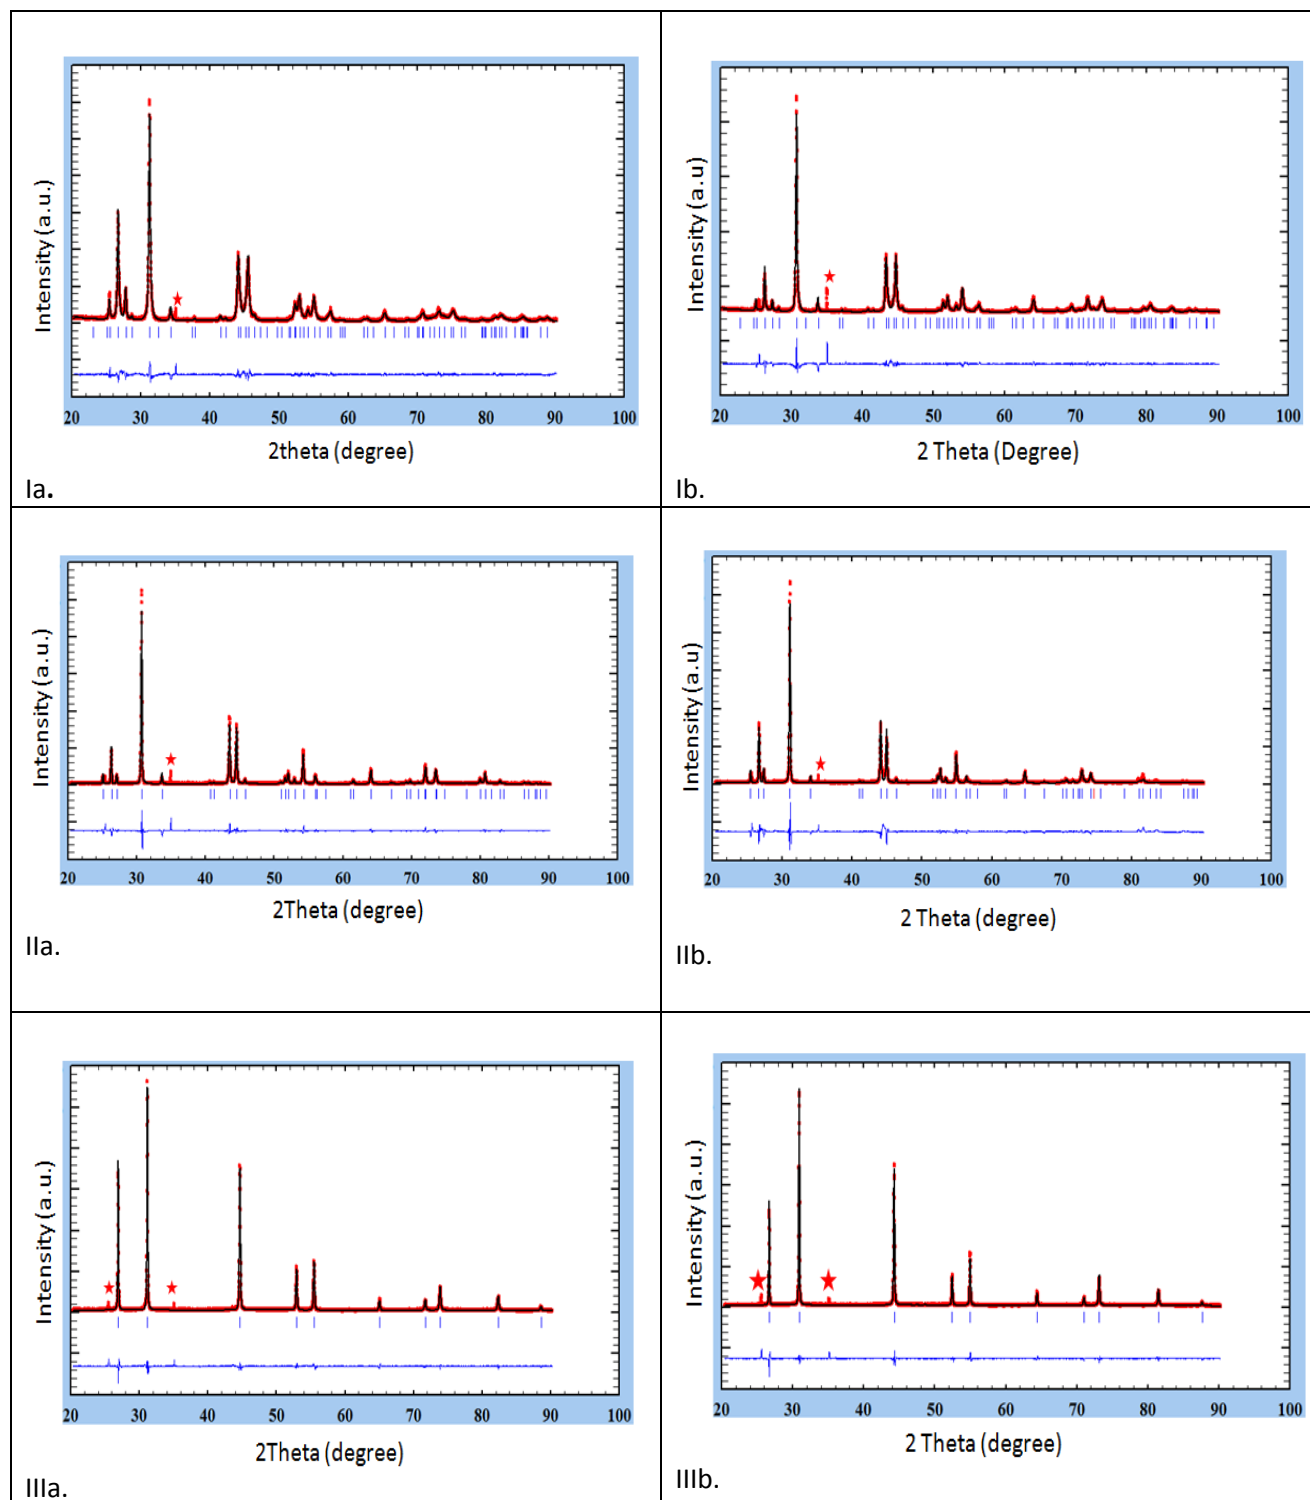 Intensity (a.u.)
20 30 40 50 60 70 80 90 100
2theta (degree)
Ia.
Intensity (a.u)
20 30 40 50 60 70 80 90 100
2 Theta (Degree)
Ib.
Intensity (a.u.)
20 30 40 50 60 70 80 90 100
2Theta (degree)
IIa.
Intensity (a.u)
20 30 40 50 60 70 80 90 100
2 Theta (degree)
IIb.
Intensity (a.u.)
20 30 40 50 60 70 80 90 100
2Theta (degree)
IIIa.
Intensity (a.u.)
20 30 40 50 60 70 80 90 100
2 Theta (degree)
IIIb.